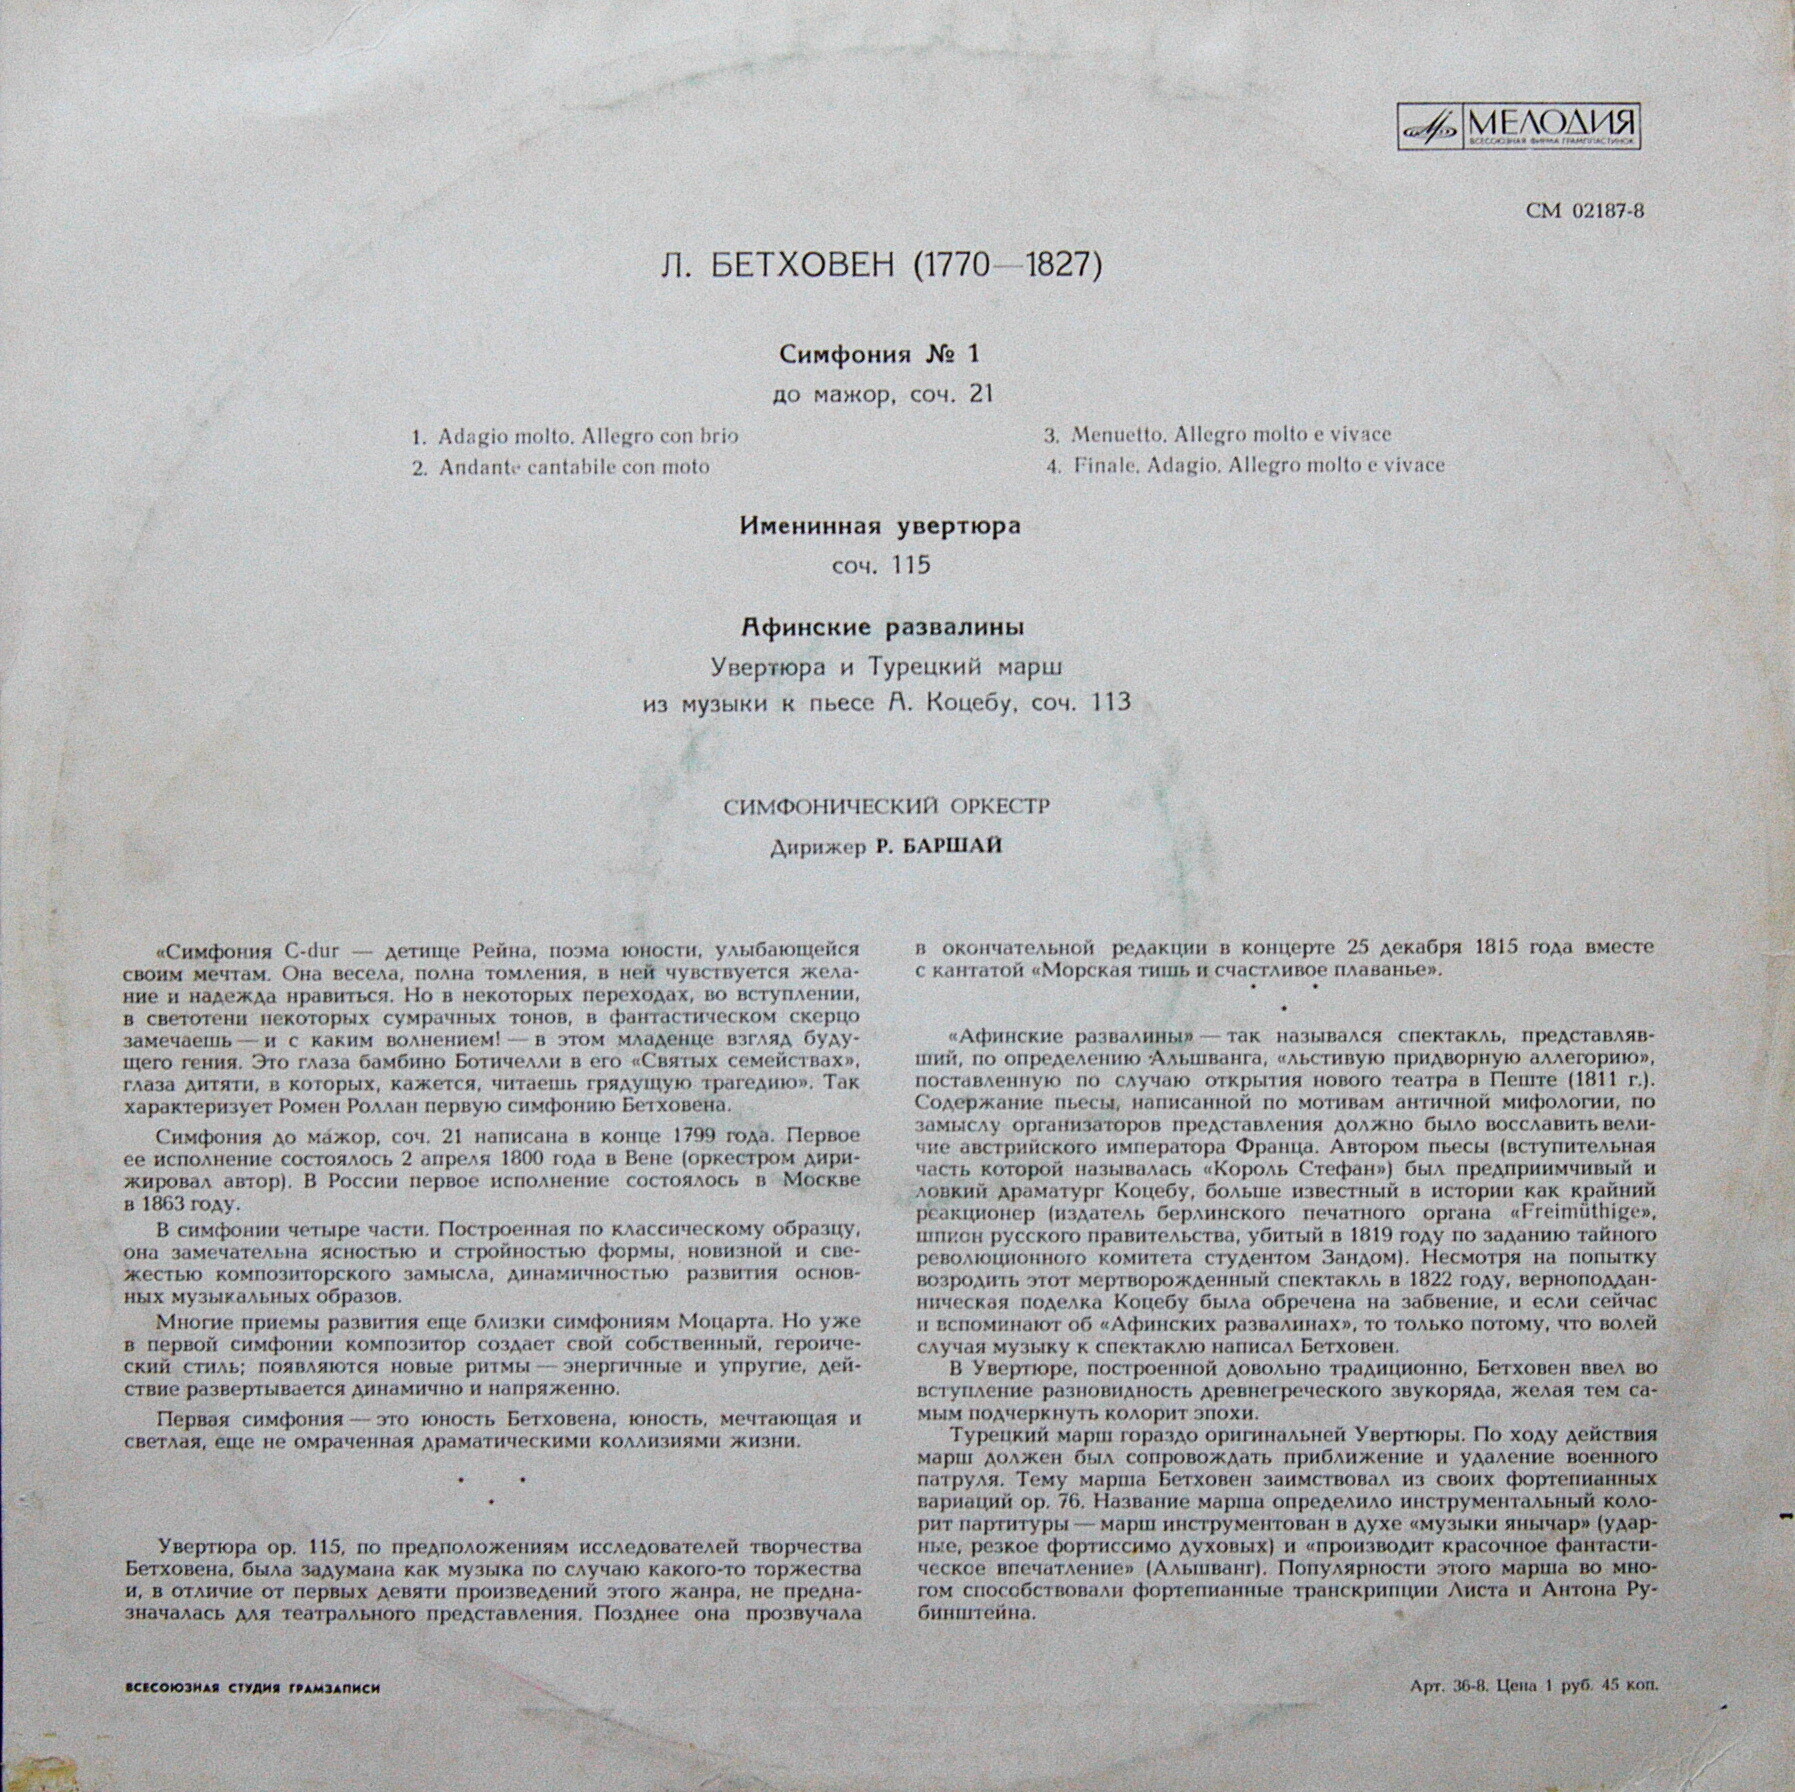 МЕЛОДИЯ
ВСЕСОЮЗНАЯ ФИРМА ГРАМПЛАСТИНОК
СМ 02187-8
Л. БЕТХОВЕН (1770—1827)
Симфония № 1
до мажор, соч. 21
1. Adagio molto. Allegro con brio
2. Andante cantabile con moto
3. Menuetto. Allegro molto e vivace
4. Finale. Adagio. Allegro molto e vivace
Именинная увертюра
соч. 115
Афинские развалины
Увертюра и Турецкий марш
из музыки к пьесе А. Коцебу, соч. 113
СИМФОНИЧЕСКИЙ ОРКЕСТР
Дирижер Р. БАРШАЙ
«Симфония C-dur — детище Рейна, поэма юности, улыбающейся
своим мечтам. Она весела, полна томления, в ней чувствуется жела-
ние и надежда нравиться. Но в некоторых переходах, во вступлении,
в светотени некоторых сумрачных тонов, в фантастическом скерцо
замечаешь — и с каким волнением! — в этом младенце взгляд буду-
щего гения. Это глаза бамбино Ботичелли в его «Святых семействах»,
глаза дитяти, в которых, кажется, читаешь грядущую трагедию». Так
характеризует Ромен Роллан первую симфонию Бетховена.
Симфония до мажор, соч. 21 написана в конце 1799 года. Первое
ее исполнение состоялось 2 апреля 1800 года в Вене (оркестром дири-
жировал автор). В России первое исполнение состоялось в Москве
в 1863 году.
В симфонии четыре части. Построенная по классическому образцу,
она замечательна ясностью и стройностью формы, новизной и све-
жестью композиторского замысла, динамичностью развития основ-
ных музыкальных образов.
Многие приемы развития еще близки симфониям Моцарта. Но уже
в первой симфонии композитор создает свой собственный, героиче-
ский стиль; появляются новые ритмы — энергичные и упругие, дей-
ствие развертывается динамично и напряженно.
Первая симфония — это юность Бетховена, юность, мечтающая и
светлая, еще не омраченная драматическими коллизиями жизни.
Увертюра op. 115, по предположениям исследователей творчества
Бетховена, была задумана как музыка по случаю какого-то торжества
и, в отличие от первых девяти произведений этого жанра, не предна-
значалась для театрального представления. Позднее она прозвучала
в окончательной редакции в концерте 25 декабря 1815 года вместе
с кантатой «Морская тишь и счастливое плаванье».
«Афинские развалины» — так назывался спектакль, представляв-
ший, по определению Альшванга, «льстивую придворную аллегорию»,
поставленную по случаю открытия нового театра в Пеште (1811 г.).
Содержание пьесы, написанной по мотивам античной мифологии, по
замыслу организаторов представления должно было восславить вели-
чие австрийского императора Франца. Автором пьесы (вступительная
часть которой называлась «Король Стефан») был предприимчивый и
ловкий драматург Коцебу, больше известный в истории как крайний
реакционер (издатель берлинского печатного органа «Freimüthige»,
шпион русского правительства, убитый в 1819 году по заданию тайного
революционного комитета студентом Зандом). Несмотря на попытку
возродить этот мертворожденный спектакль в 1822 году, верноподдан-
ническая поделка Коцебу была обречена на забвение, и если сейчас
и вспоминают об «Афинских развалинах», то только потому, что волей
случая музыку к спектаклю написал Бетховен.
В Увертюре, построенной довольно традиционно, Бетховен ввел во
вступление разновидность древнегреческого звукоряда, желая тем са-
мым подчеркнуть колорит эпохи.
Турецкий марш гораздо оригинальней Увертюры. По ходу действия
марш должен был сопровождать приближение и удаление военного
патруля. Тему марша Бетховен заимствовал из своих фортепианных
вариаций op. 76. Название марша определило инструментальный коло-
рит партитуры — марш инструментован в духе «музыки янычар» (удар-
ные, резкое фортиссимо духовых) и «производит красочное фантасти-
ческое впечатление» (Альшванг). Популярности этого марша во мно-
гом способствовали фортепианные транскрипции Листа и Антона Ру-
бинштейна.
ВСЕСОЮЗНАЯ СТУДИЯ ГРАМЗАПИСИ
Арт. 36-8. Цена 1 руб. 45 коп.